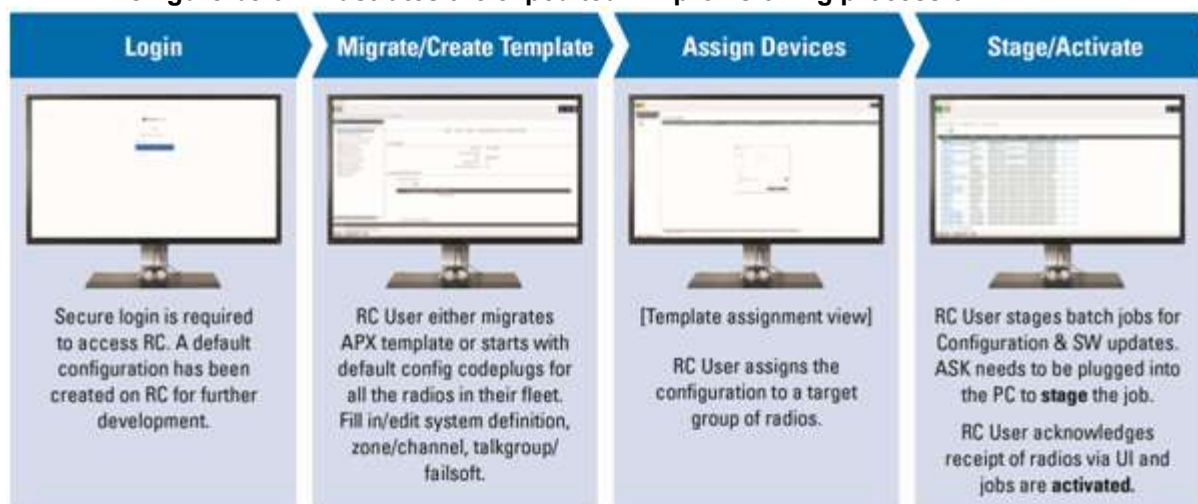 Login
Migrate/Create Template
Assign Devices
Stage/Activate
Secure login is required
to access RC. A default
configuration has been
created on RC for further
development.
RC User either migrates
APX template or starts with
default config codeplugs for
all the radios in their fleet.
Fill in/edit system definition,
zone/channel, talkgroup/
failsoft.
[Template assignment view]
RC User assigns the
configuration to a target
group of radios.
RC User stages batch jobs for
Configuration & SW updates.
ASK needs to be plugged into
the PC to stage the job.
RC User acknowledges
receipt of radios via UI and
jobs are activated.